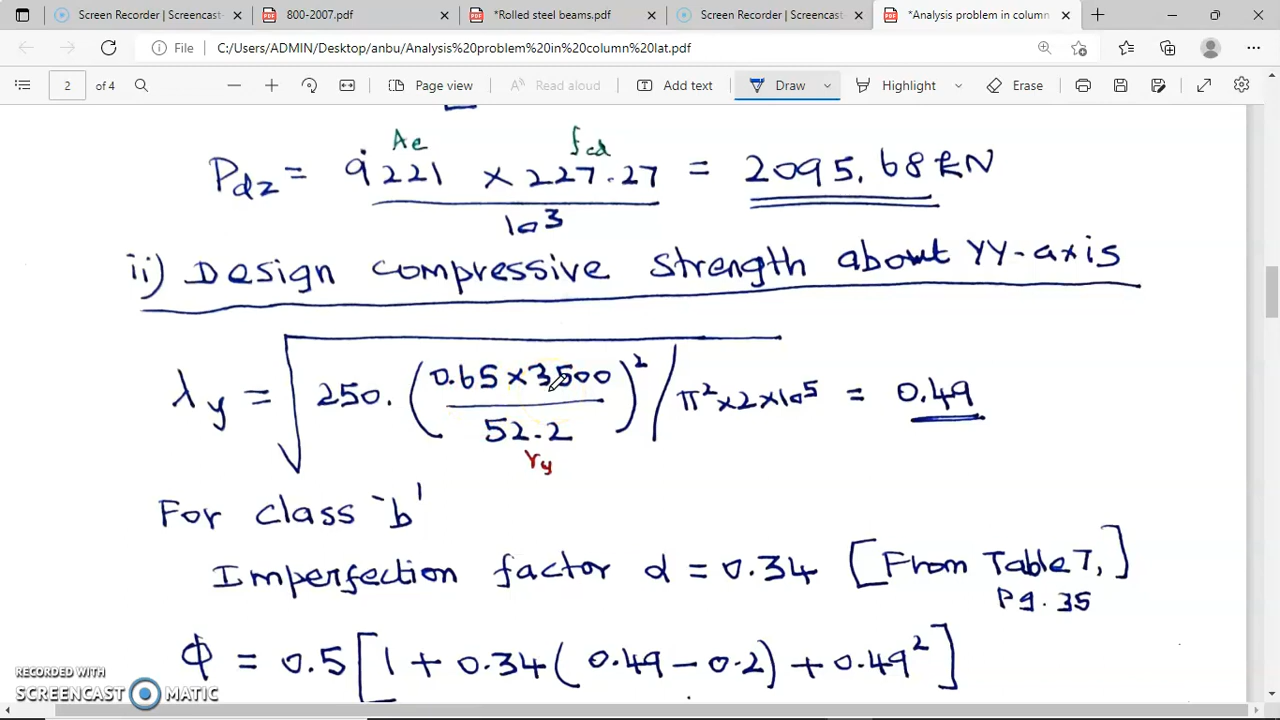 Screen Recorder | Screencast-
800-2007.pdf
*Rolled steel beams.pdf
Screen Recorder | Screencast-
*Analysis problem in column
File
C:/Users/ADMIN/Desktop/anbu/Analysis%20problem%20in%20column%20lat.pdf
2 of 4
Page view
Read aloud
Add text
Draw
Highlight
Erase
Ae fcd
Pdz = 9221 × 227.27 / 10³ = 2095.68 kN
ii) Design compressive strength about YY-axis
λy = √ 250. (0.65×3500 / 52.2)² / π²×2×10⁵ = 0.49
ry
For class `b'
Imperfection factor α = 0.34 [From Table 7,]
Pg. 35
Φ = 0.5 [1 + 0.34 (0.49 – 0.2) + 0.49²]
RECORDED WITH
SCREENCAST MATIC